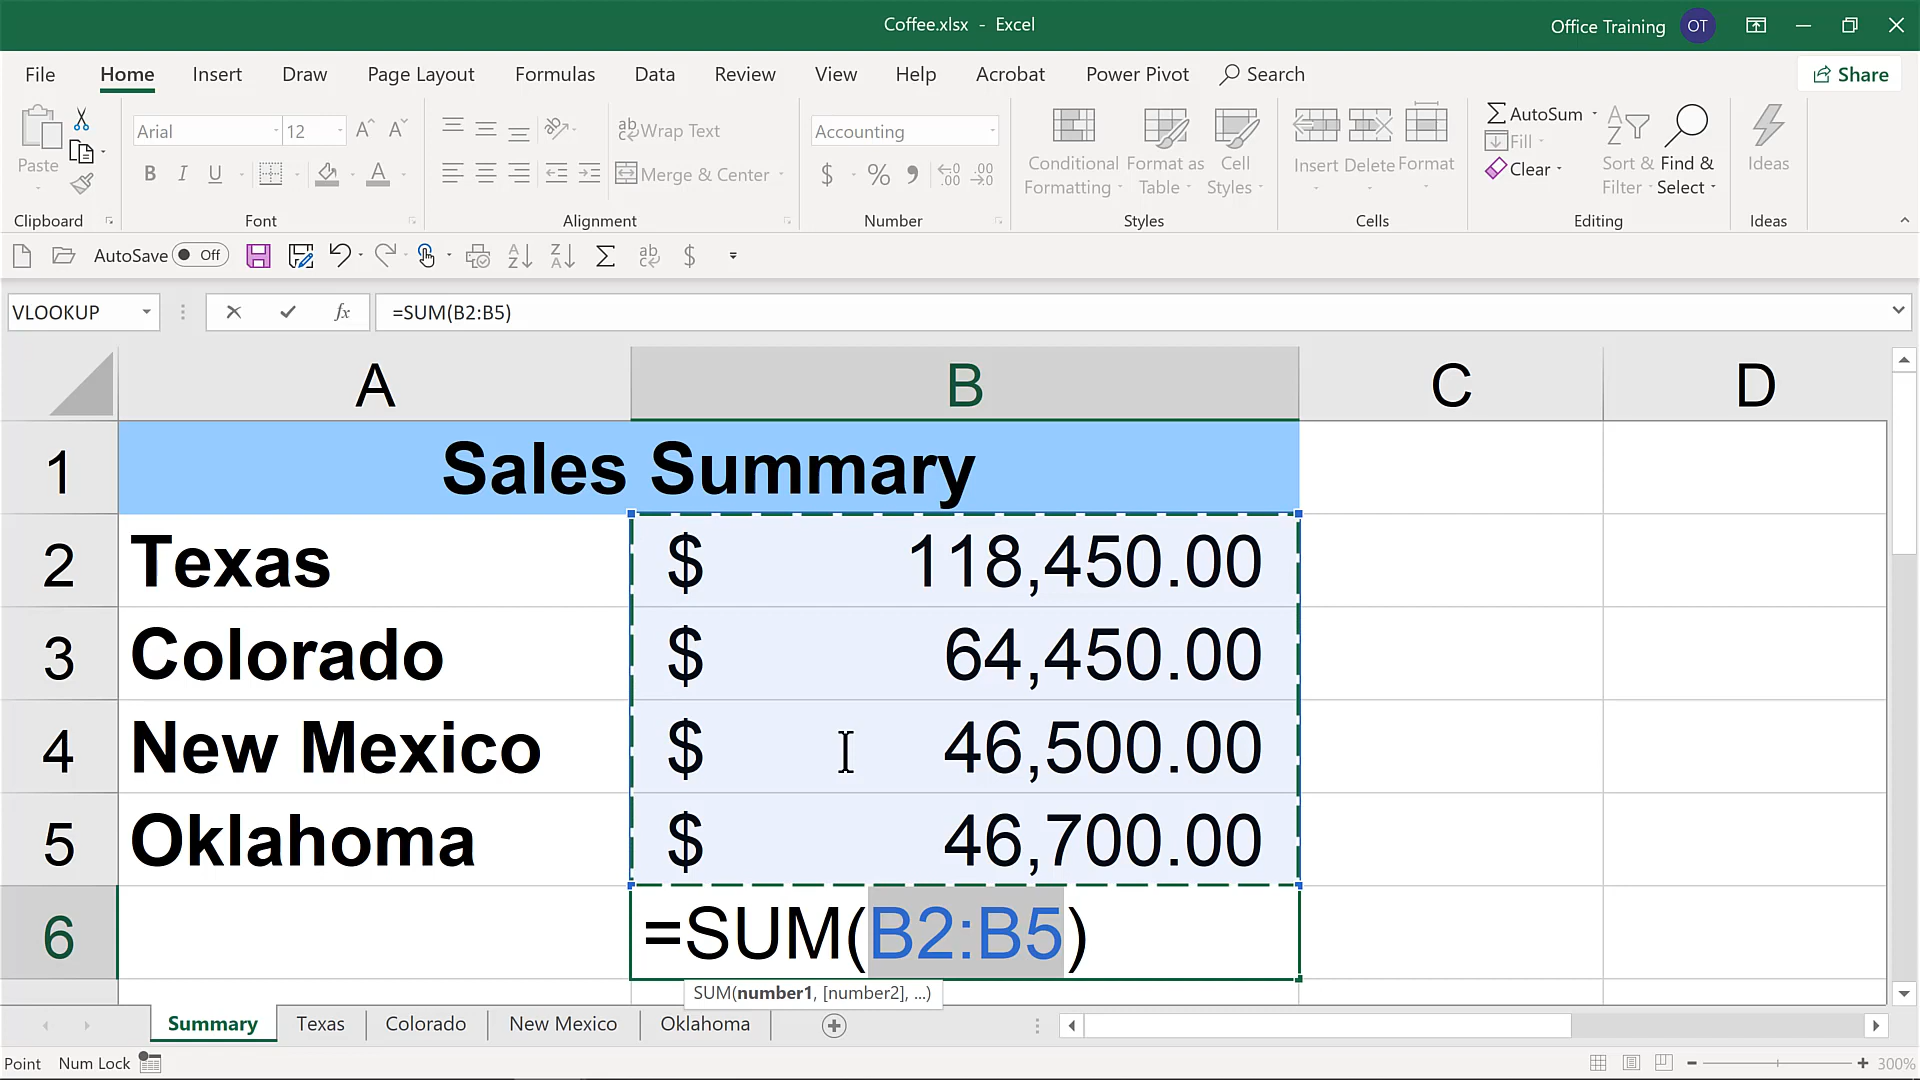 Coffee.xlsx - Excel
Office Training OT
File Home Insert Draw Page Layout Formulas Data Review View Help Acrobat Power Pivot Search Share
Arial 12 Wrap Text Accounting AutoSum
Paste B I U Merge & Center $ % Conditional Formatting Format as Table Cell Styles Insert Delete Format Fill Clear Sort & Filter Find & Select Ideas
Clipboard Font Alignment Number Styles Cells Editing Ideas
AutoSave Off
VLOOKUP fx =SUM(B2:B5)
A B C D
1 Sales Summary
2 Texas $ 118,450.00
3 Colorado $ 64,450.00
4 New Mexico $ 46,500.00
5 Oklahoma $ 46,700.00
6 =SUM(B2:B5)
SUM(number1, [number2], ...)
Summary Texas Colorado New Mexico Oklahoma
Point Num Lock 300%